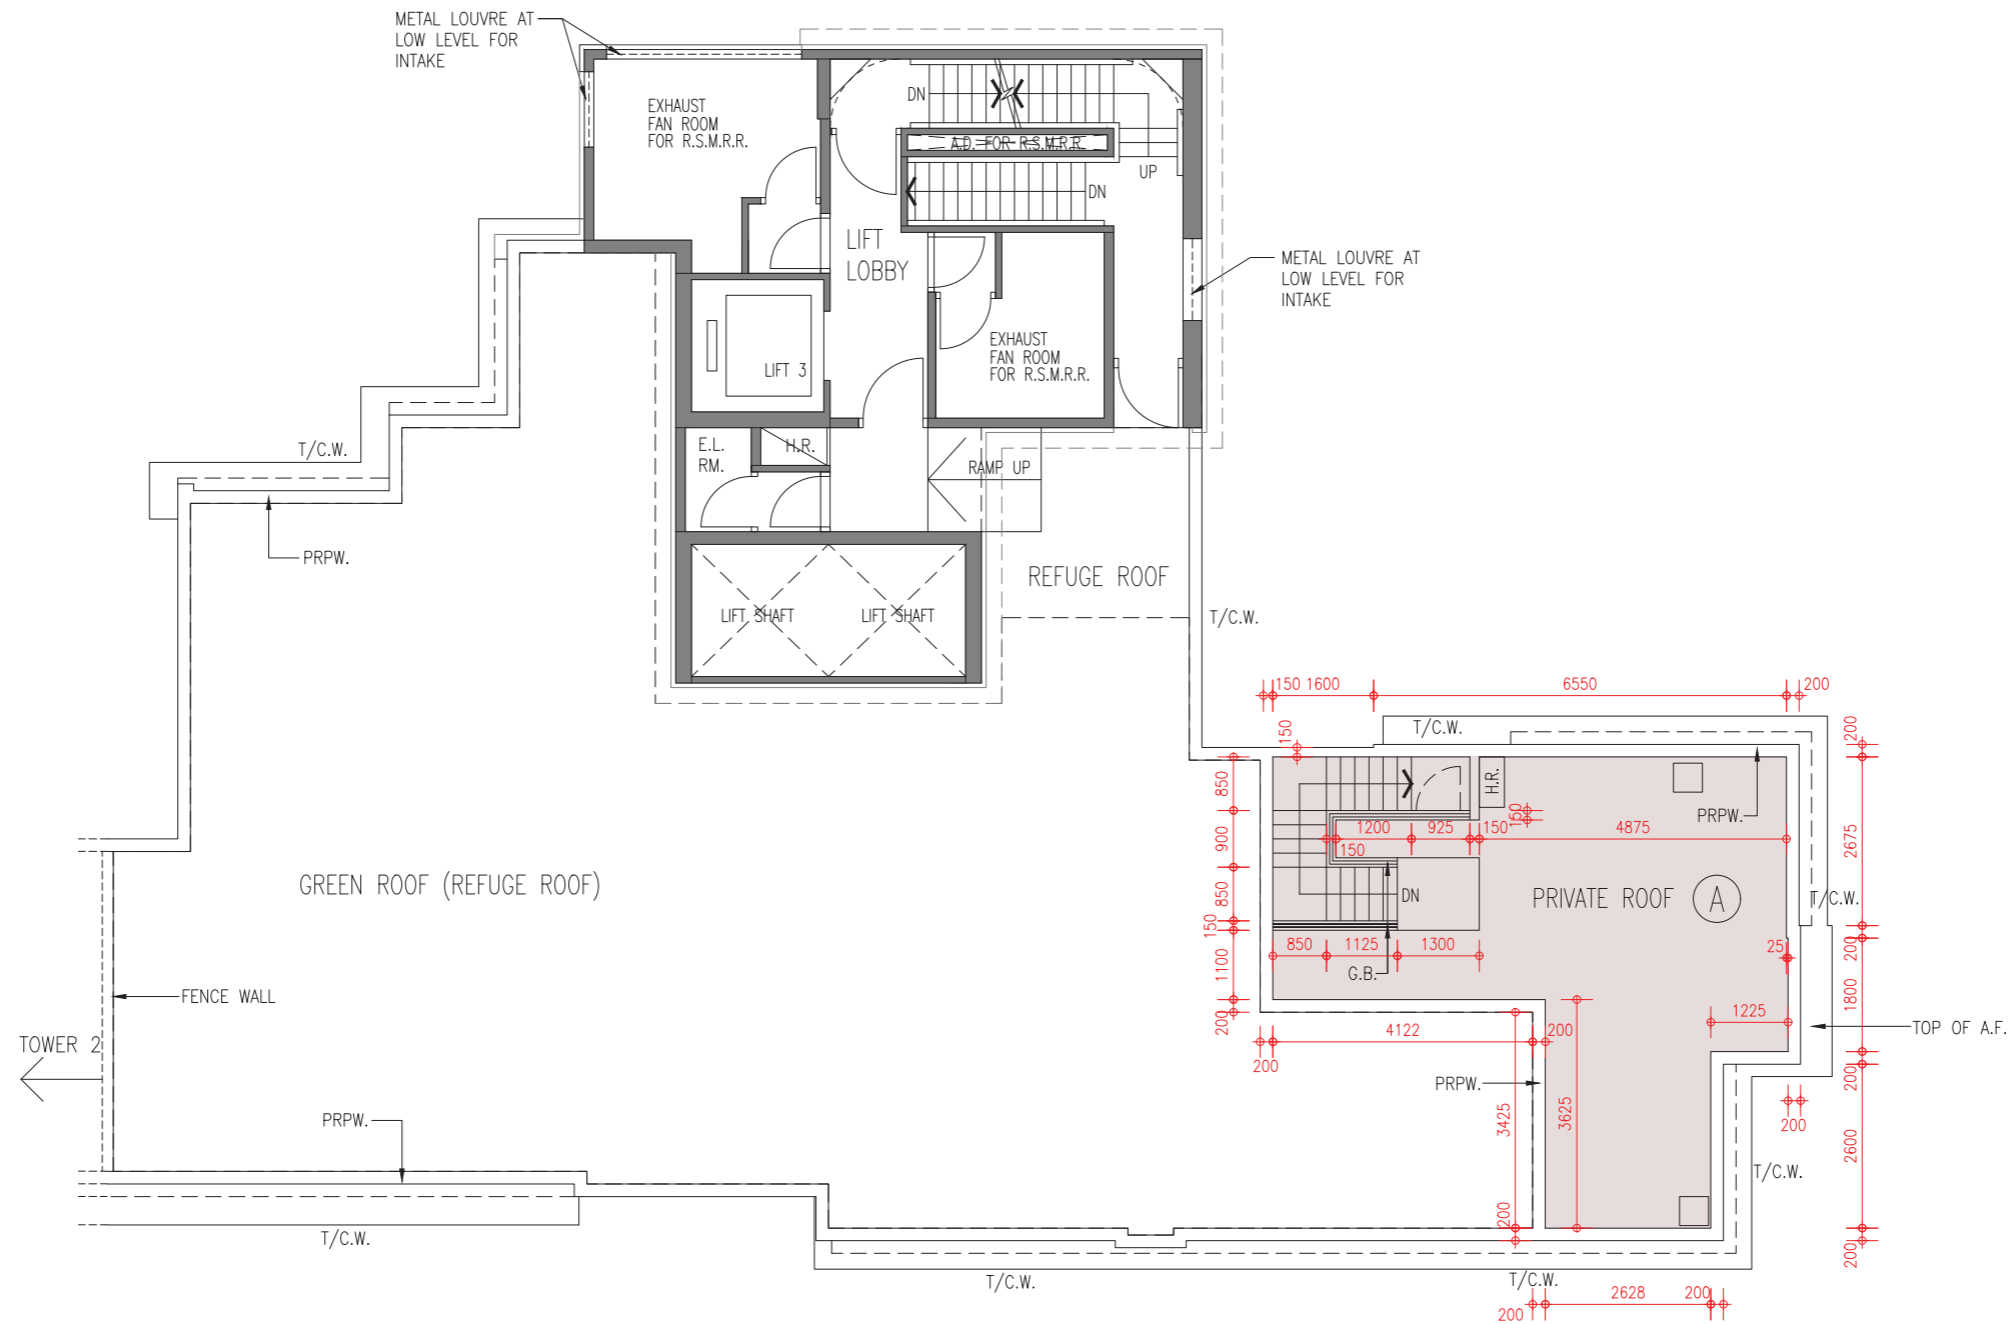 METAL LOUVRE AT
LOW LEVEL FOR
INTAKE
EXHAUST
FAN ROOM
FOR R.S.M.R.R.
DN
A.D. FOR R.S.M.R.R.
UP
DN
LIFT
LOBBY
METAL LOUVRE AT
LOW LEVEL FOR
INTAKE
EXHAUST
FAN ROOM
FOR R.S.M.R.R.
LIFT 3
T/C.W.
E.L.
RM.
H.R.
RAMP UP
PRPW.
REFUGE ROOF
LIFT SHAFT
LIFT SHAFT
T/C.W.
150
1600
6550
200
T/C.W.
150
200
850
H.R.
PRPW.
150
1200
925
150
4875
900
150
2675
GREEN ROOF (REFUGE ROOF)
850
DN
PRIVATE ROOF
A
T/C.W.
150
850
1125
1300
25
200
1100
G.B.
FENCE WALL
1800
1225
200
4122
200
TOP OF A.F.
TOWER 2
200
PRPW.
200
3425
3625
200
PRPW.
2600
T/C.W.
200
T/C.W.
200
T/C.W.
T/C.W.
2628
200
200